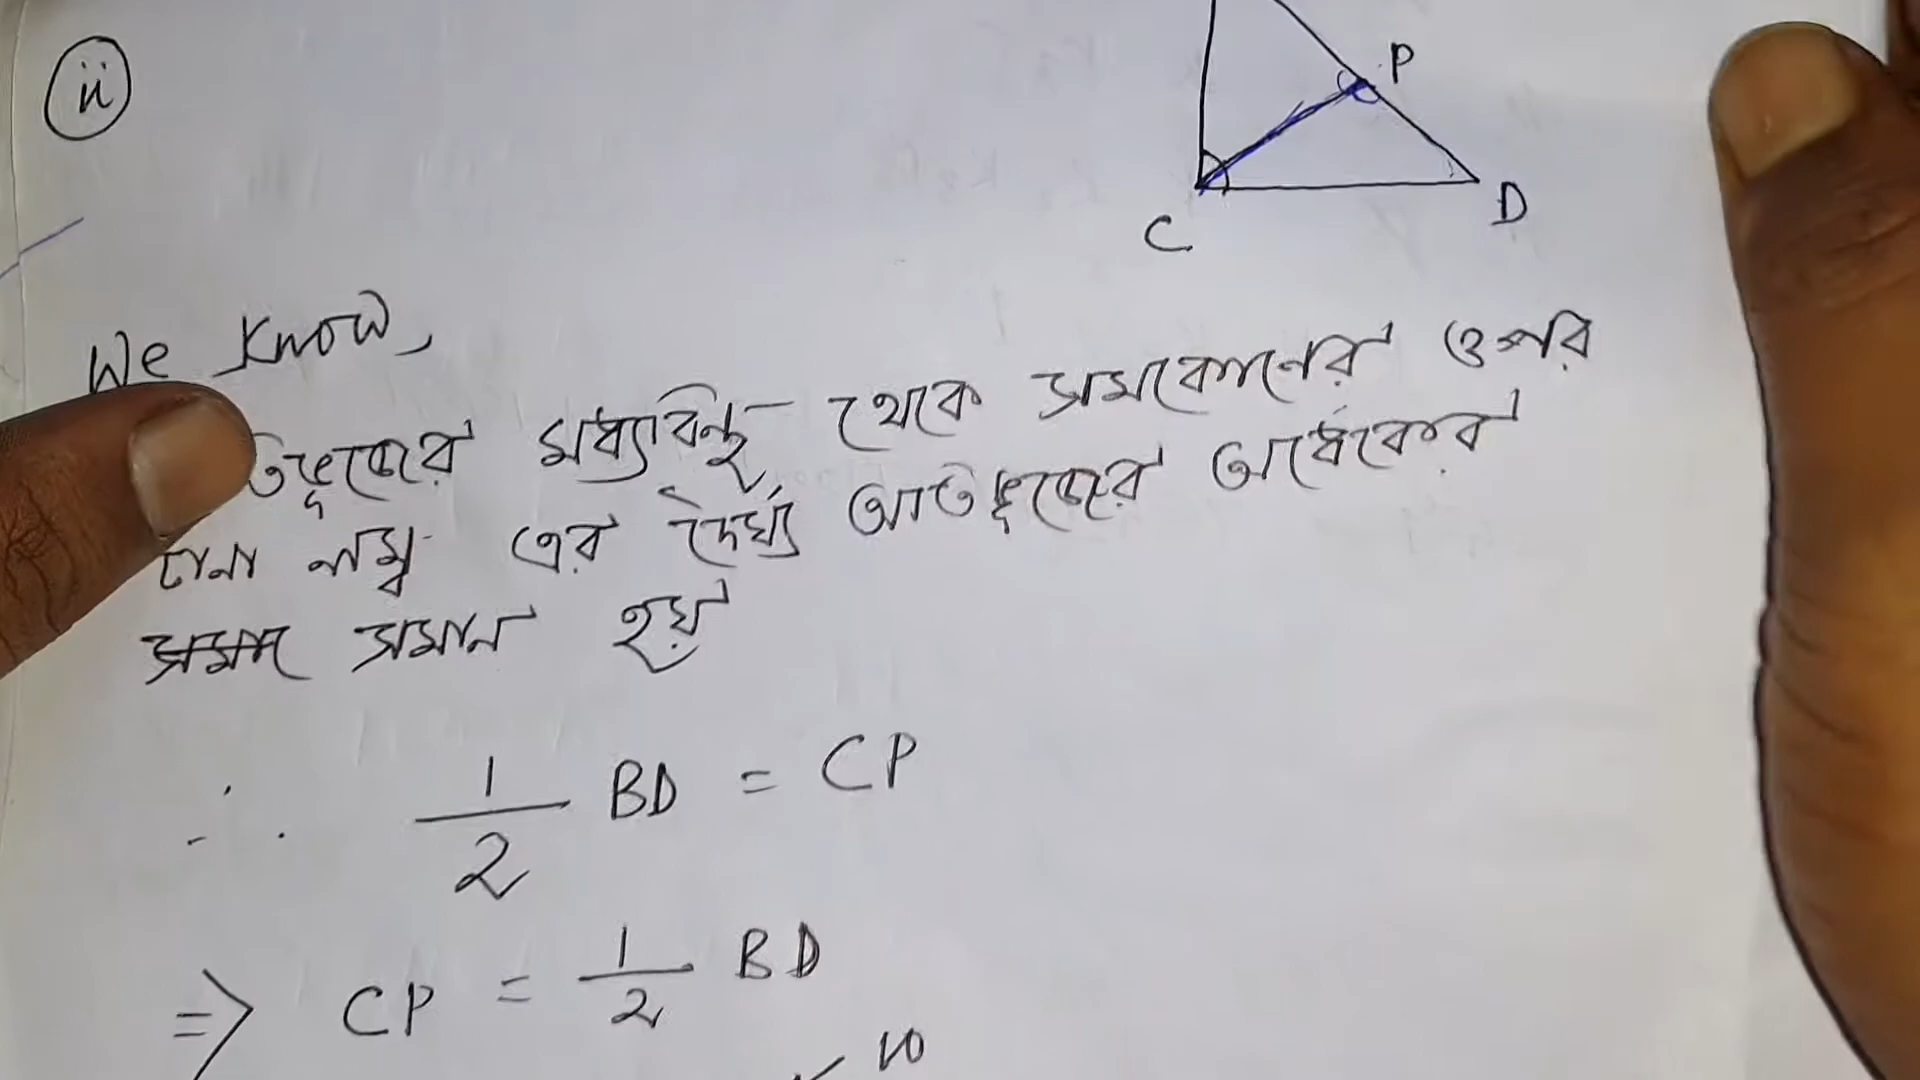 ii
P
C
D
We know,
তিভূজের মধ্যবিন্দু থেকে সমকোনের ওপর
টানা লম্ব এর দৈর্ঘ্য অতিভূজের অর্ধেকের
সমান হয়
∴ 1/2 BD = CP
⇒ CP = 1/2 BD
10